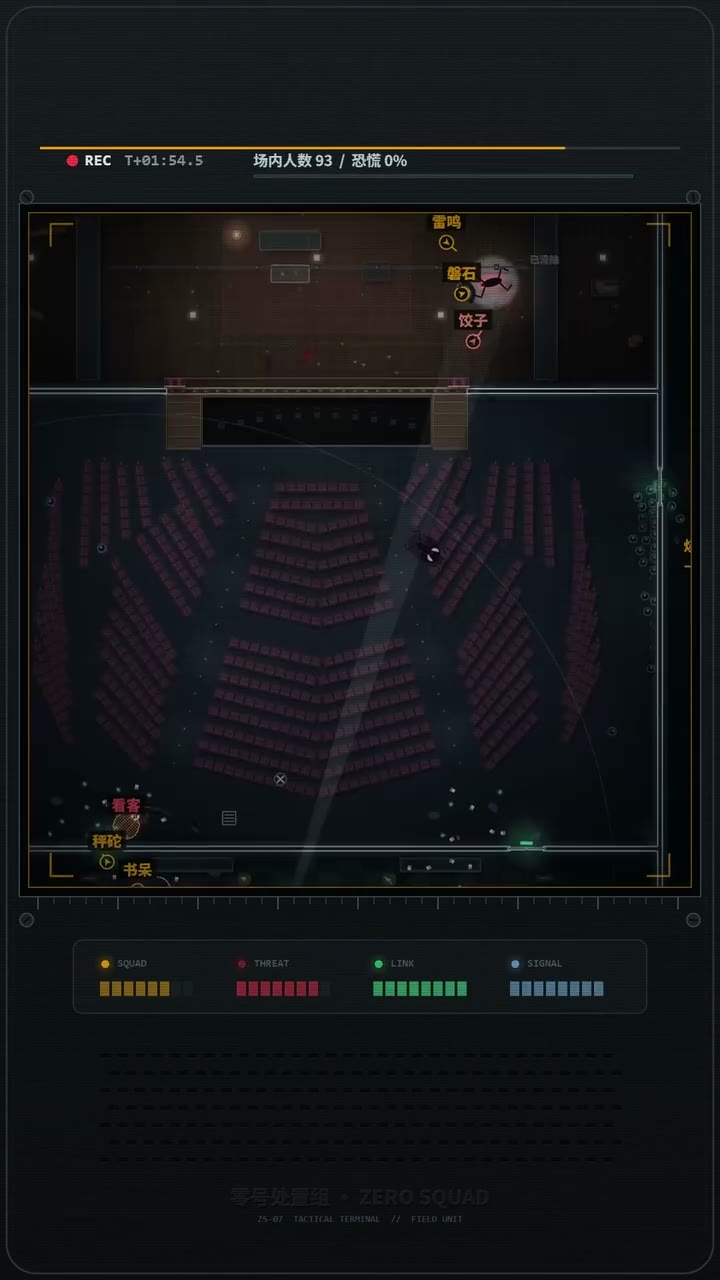 REC T+01:54.5 场内人数 93 / 恐慌 0%
雷鸣
已清除
磐石
饺子
看客
秤砣
书呆
SQUAD THREAT LINK SIGNAL
零号处置组 · ZERO SQUAD
ZS-07 TACTICAL TERMINAL // FIELD UNIT